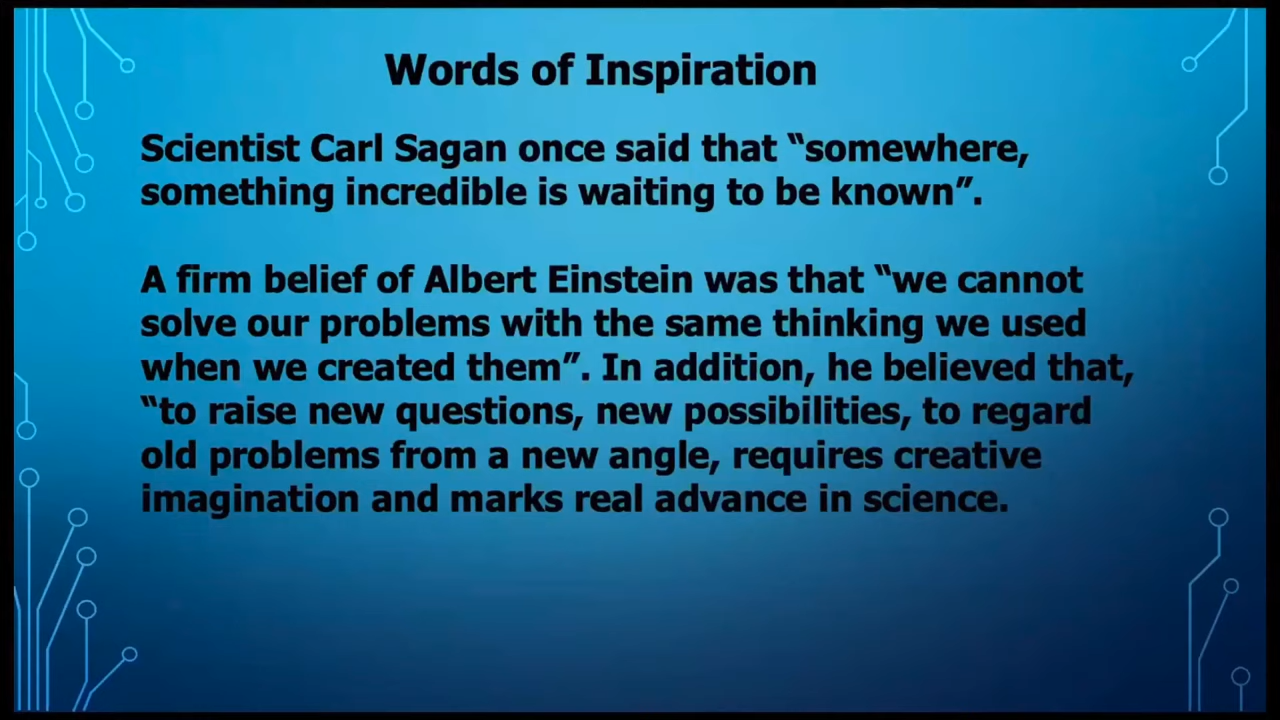 Words of Inspiration
Scientist Carl Sagan once said that “somewhere,
something incredible is waiting to be known”.
A firm belief of Albert Einstein was that “we cannot
solve our problems with the same thinking we used
when we created them”. In addition, he believed that,
“to raise new questions, new possibilities, to regard
old problems from a new angle, requires creative
imagination and marks real advance in science.